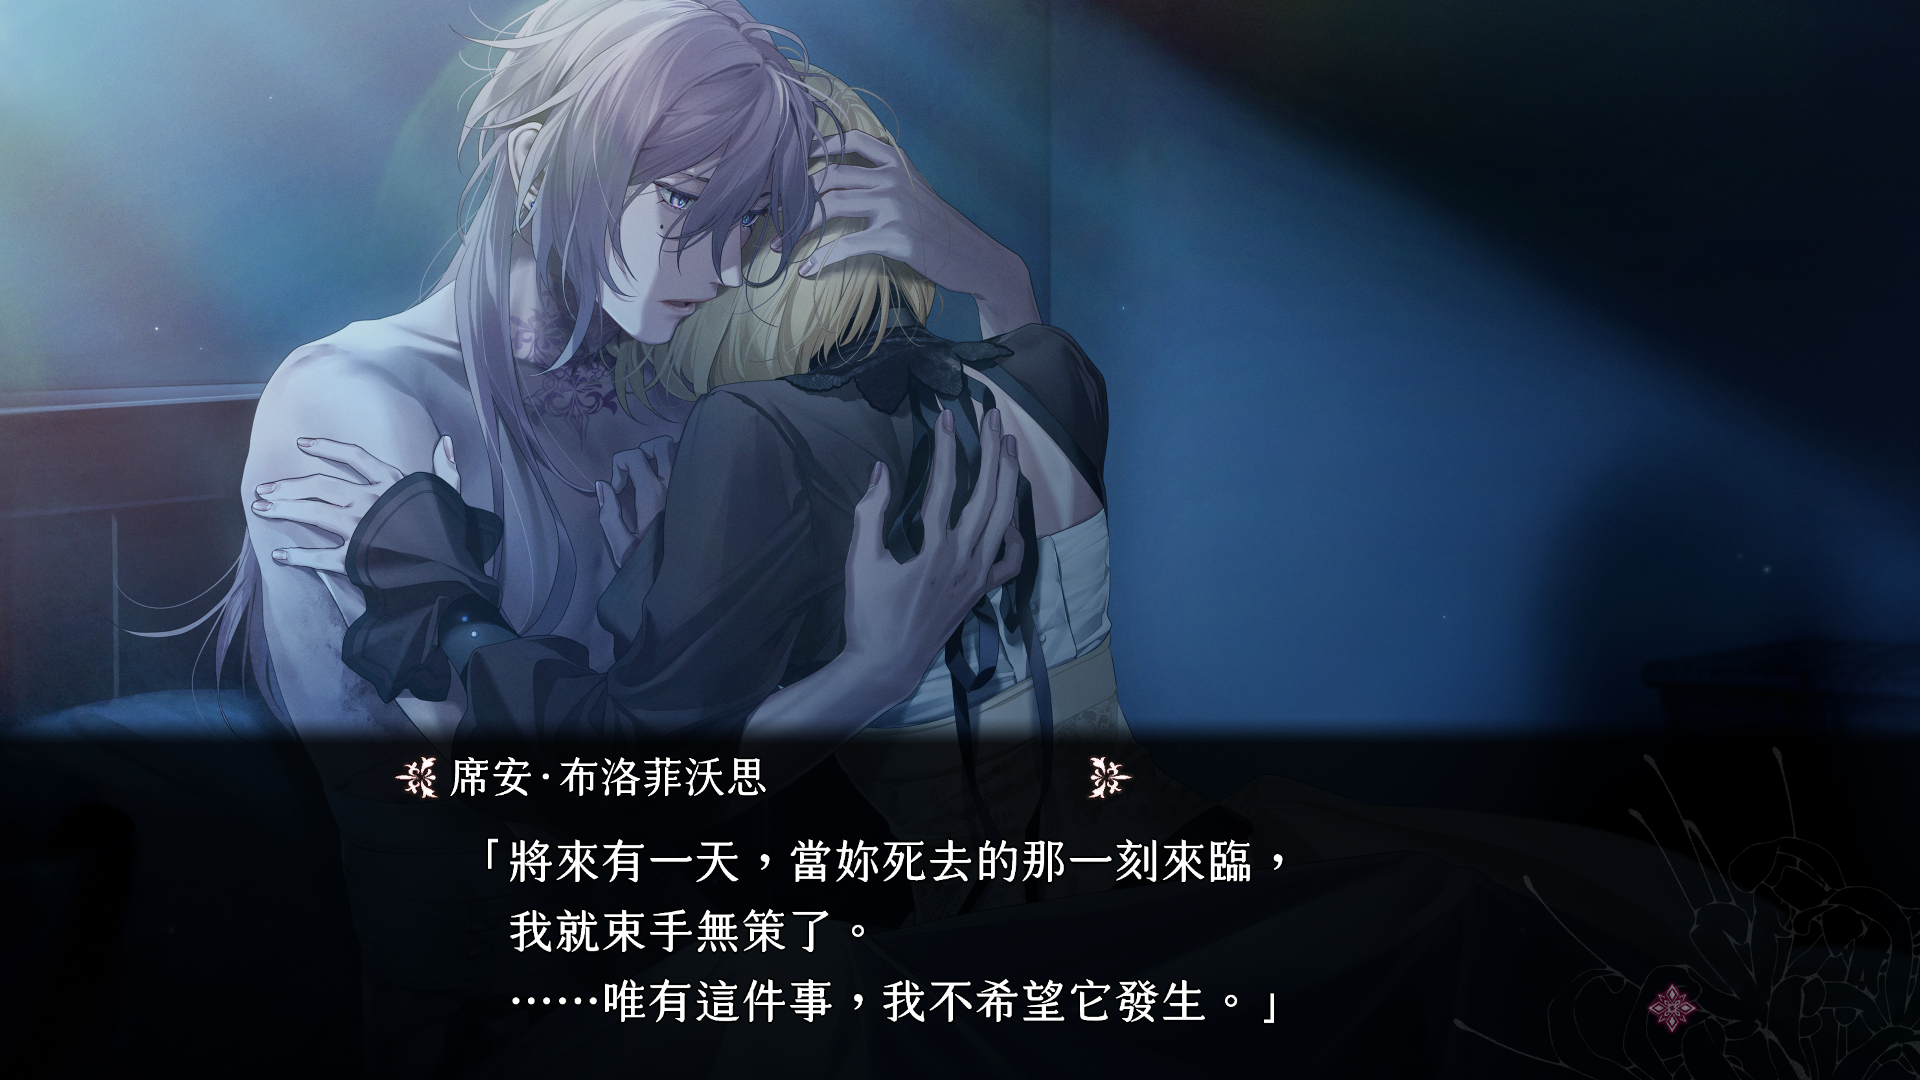 席安·布洛菲沃思
「將來有一天，當妳死去的那一刻來臨，
我就束手無策了。
……唯有這件事，我不希望它發生。」